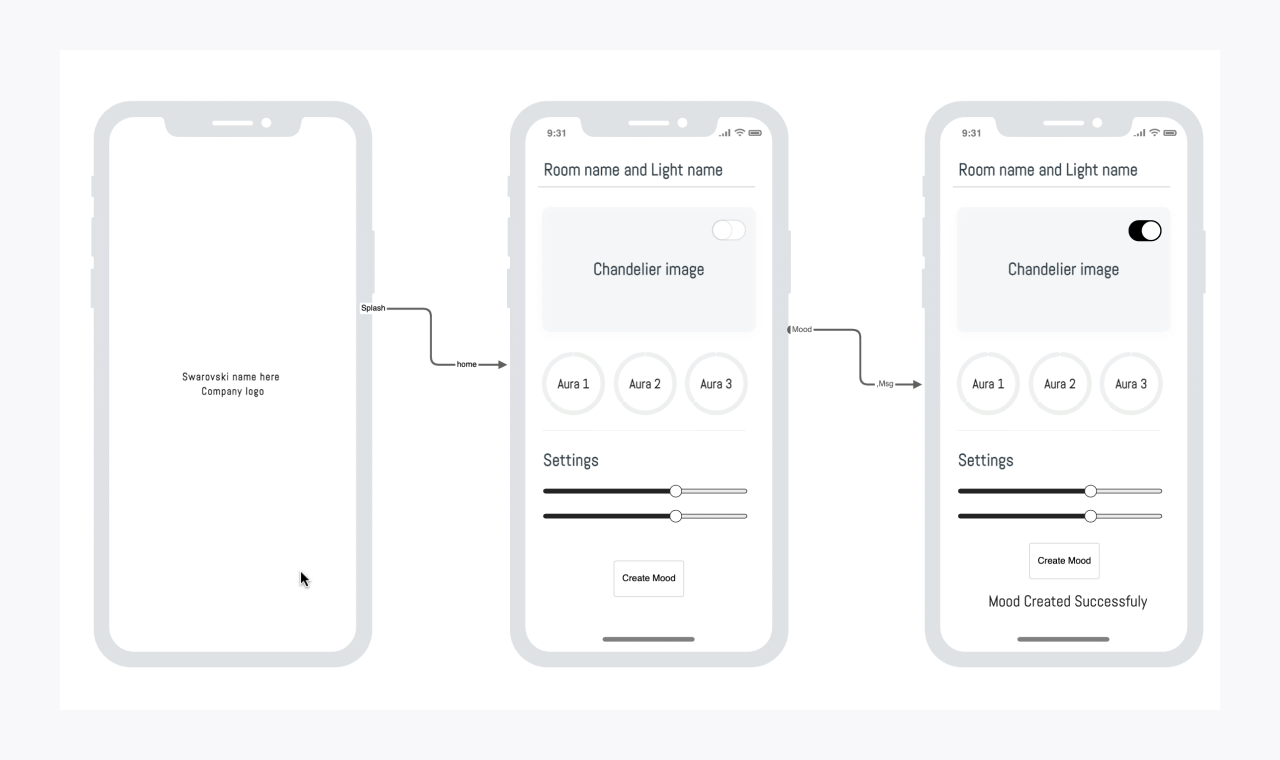 Swarovski name here
Company logo
Splash
home
9:31
Room name and Light name
Chandelier image
Aura 1
Aura 2
Aura 3
Settings
Create Mood
Mood
,Msg
9:31
Room name and Light name
Chandelier image
Aura 1
Aura 2
Aura 3
Settings
Create Mood
Mood Created Successfuly